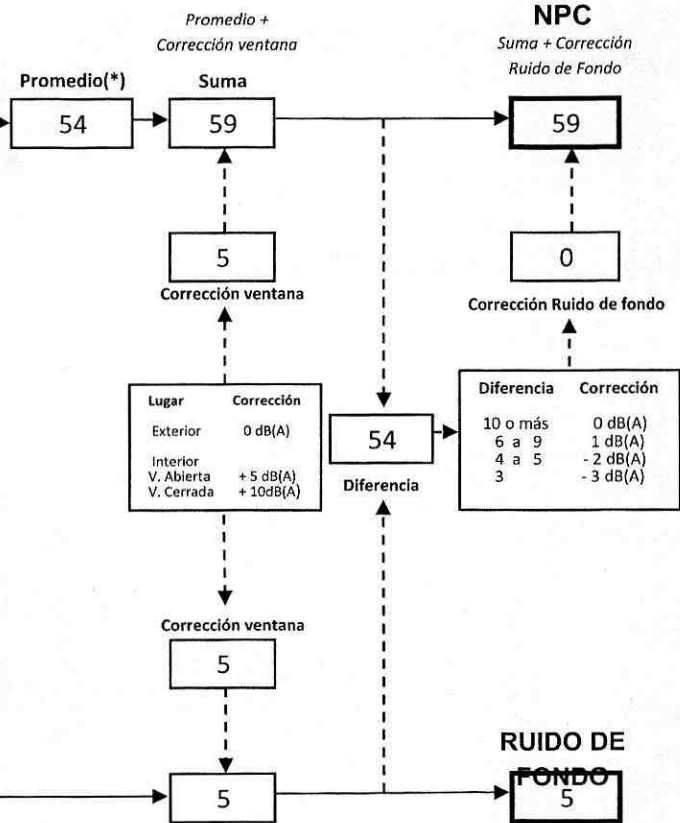 Promedio +
Corrección ventana
NPC
Suma + Corrección
Ruido de Fondo
Promedio(*)
Suma
54
59
59
5
0
Corrección ventana
Corrección Ruido de fondo
Lugar Corrección
Exterior 0 dB(A)
Interior
V. Abierta + 5 dB(A)
V. Cerrada + 10dB(A)
54
Diferencia
Diferencia Corrección
10 o más 0 dB(A)
6 a 9 1 dB(A)
4 a 5 - 2 dB(A)
3 - 3 dB(A)
Corrección ventana
5
RUIDO DE
FONDO
5
5